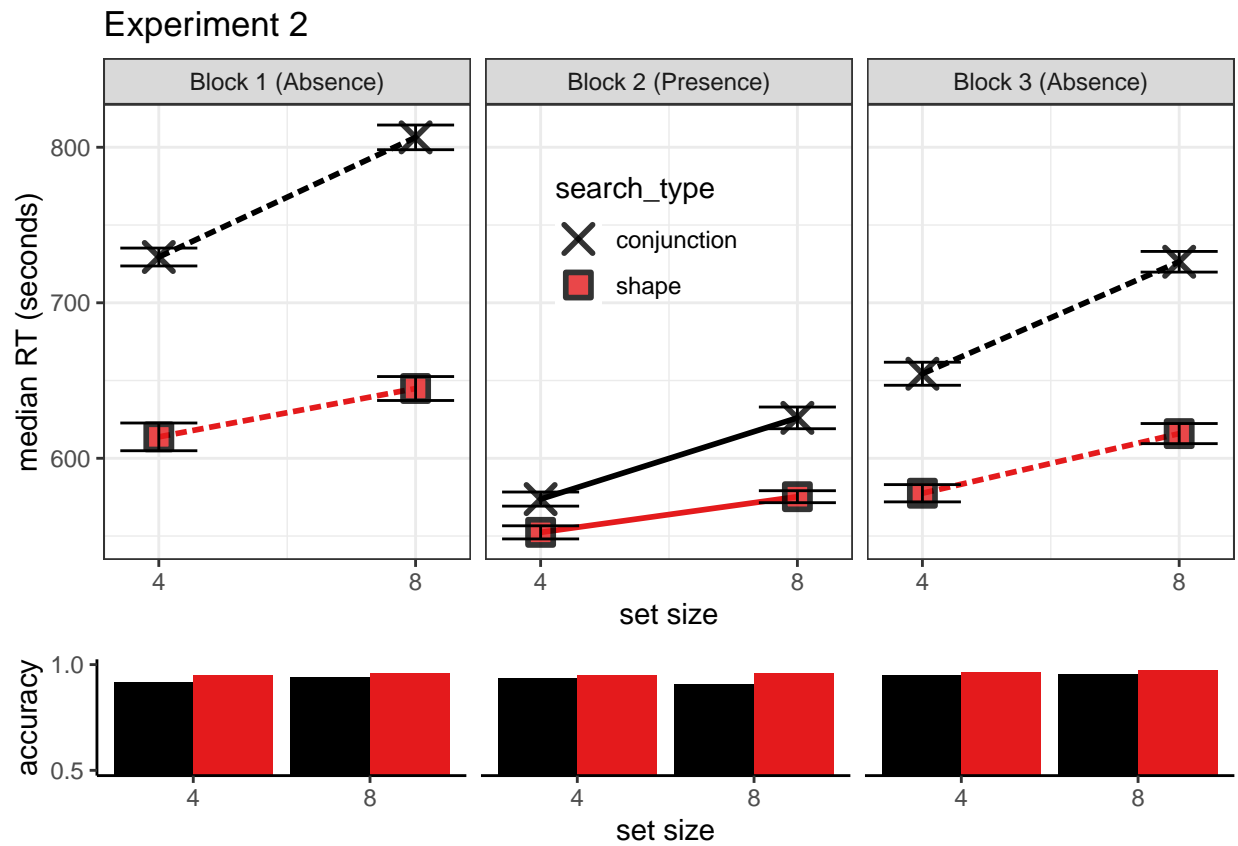 Experiment 2
Block 1 (Absence)
Block 2 (Presence)
Block 3 (Absence)
median RT (seconds)
800
700
600
search_type
conjunction
shape
4
8
4
8
4
8
set size
accuracy
1.0
0.5
4
8
4
8
4
8
set size